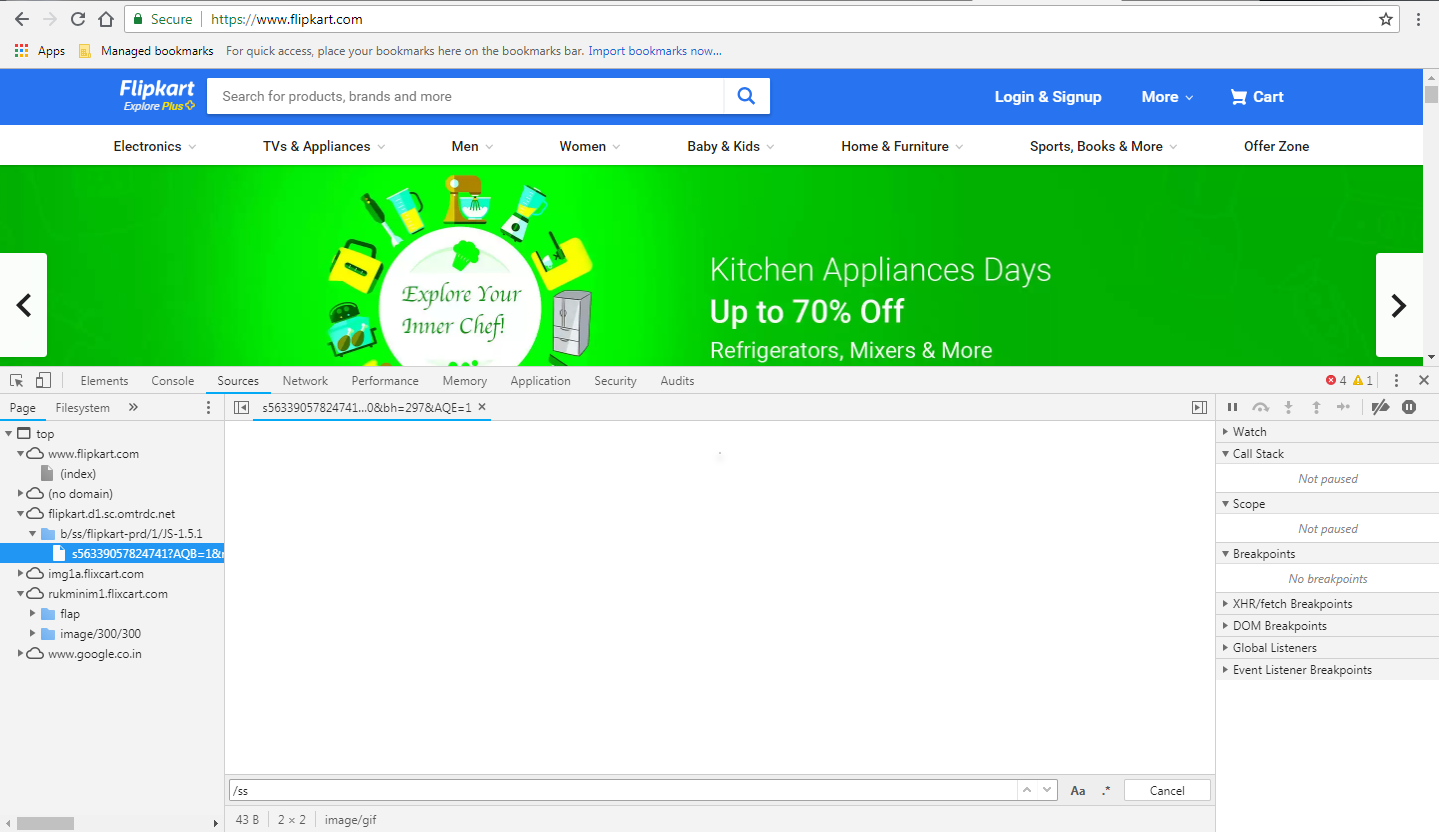 Secure https://www.flipkart.com
Apps Managed bookmarks For quick access, place your bookmarks here on the bookmarks bar. Import bookmarks now...
Flipkart
Explore Plus
Search for products, brands and more
Login & Signup More Cart
Electronics TVs & Appliances Men Women Baby & Kids Home & Furniture Sports, Books & More Offer Zone
Explore Your
Inner Chef!
Kitchen Appliances Days
Up to 70% Off
Refrigerators, Mixers & More
Elements Console Sources Network Performance Memory Application Security Audits 4 1
Page Filesystem »
s56339057824741...0&bh=297&AQE=1
top
www.flipkart.com
(index)
(no domain)
flipkart.d1.sc.omtrdc.net
b/ss/flipkart-prd/1/JS-1.5.1
s56339057824741?AQB=1&
img1a.flixcart.com
rukminim1.flixcart.com
flap
image/300/300
www.google.co.in
Watch
Call Stack
Not paused
Scope
Not paused
Breakpoints
No breakpoints
XHR/fetch Breakpoints
DOM Breakpoints
Global Listeners
Event Listener Breakpoints
/ss Aa .* Cancel
43 B 2 × 2 image/gif